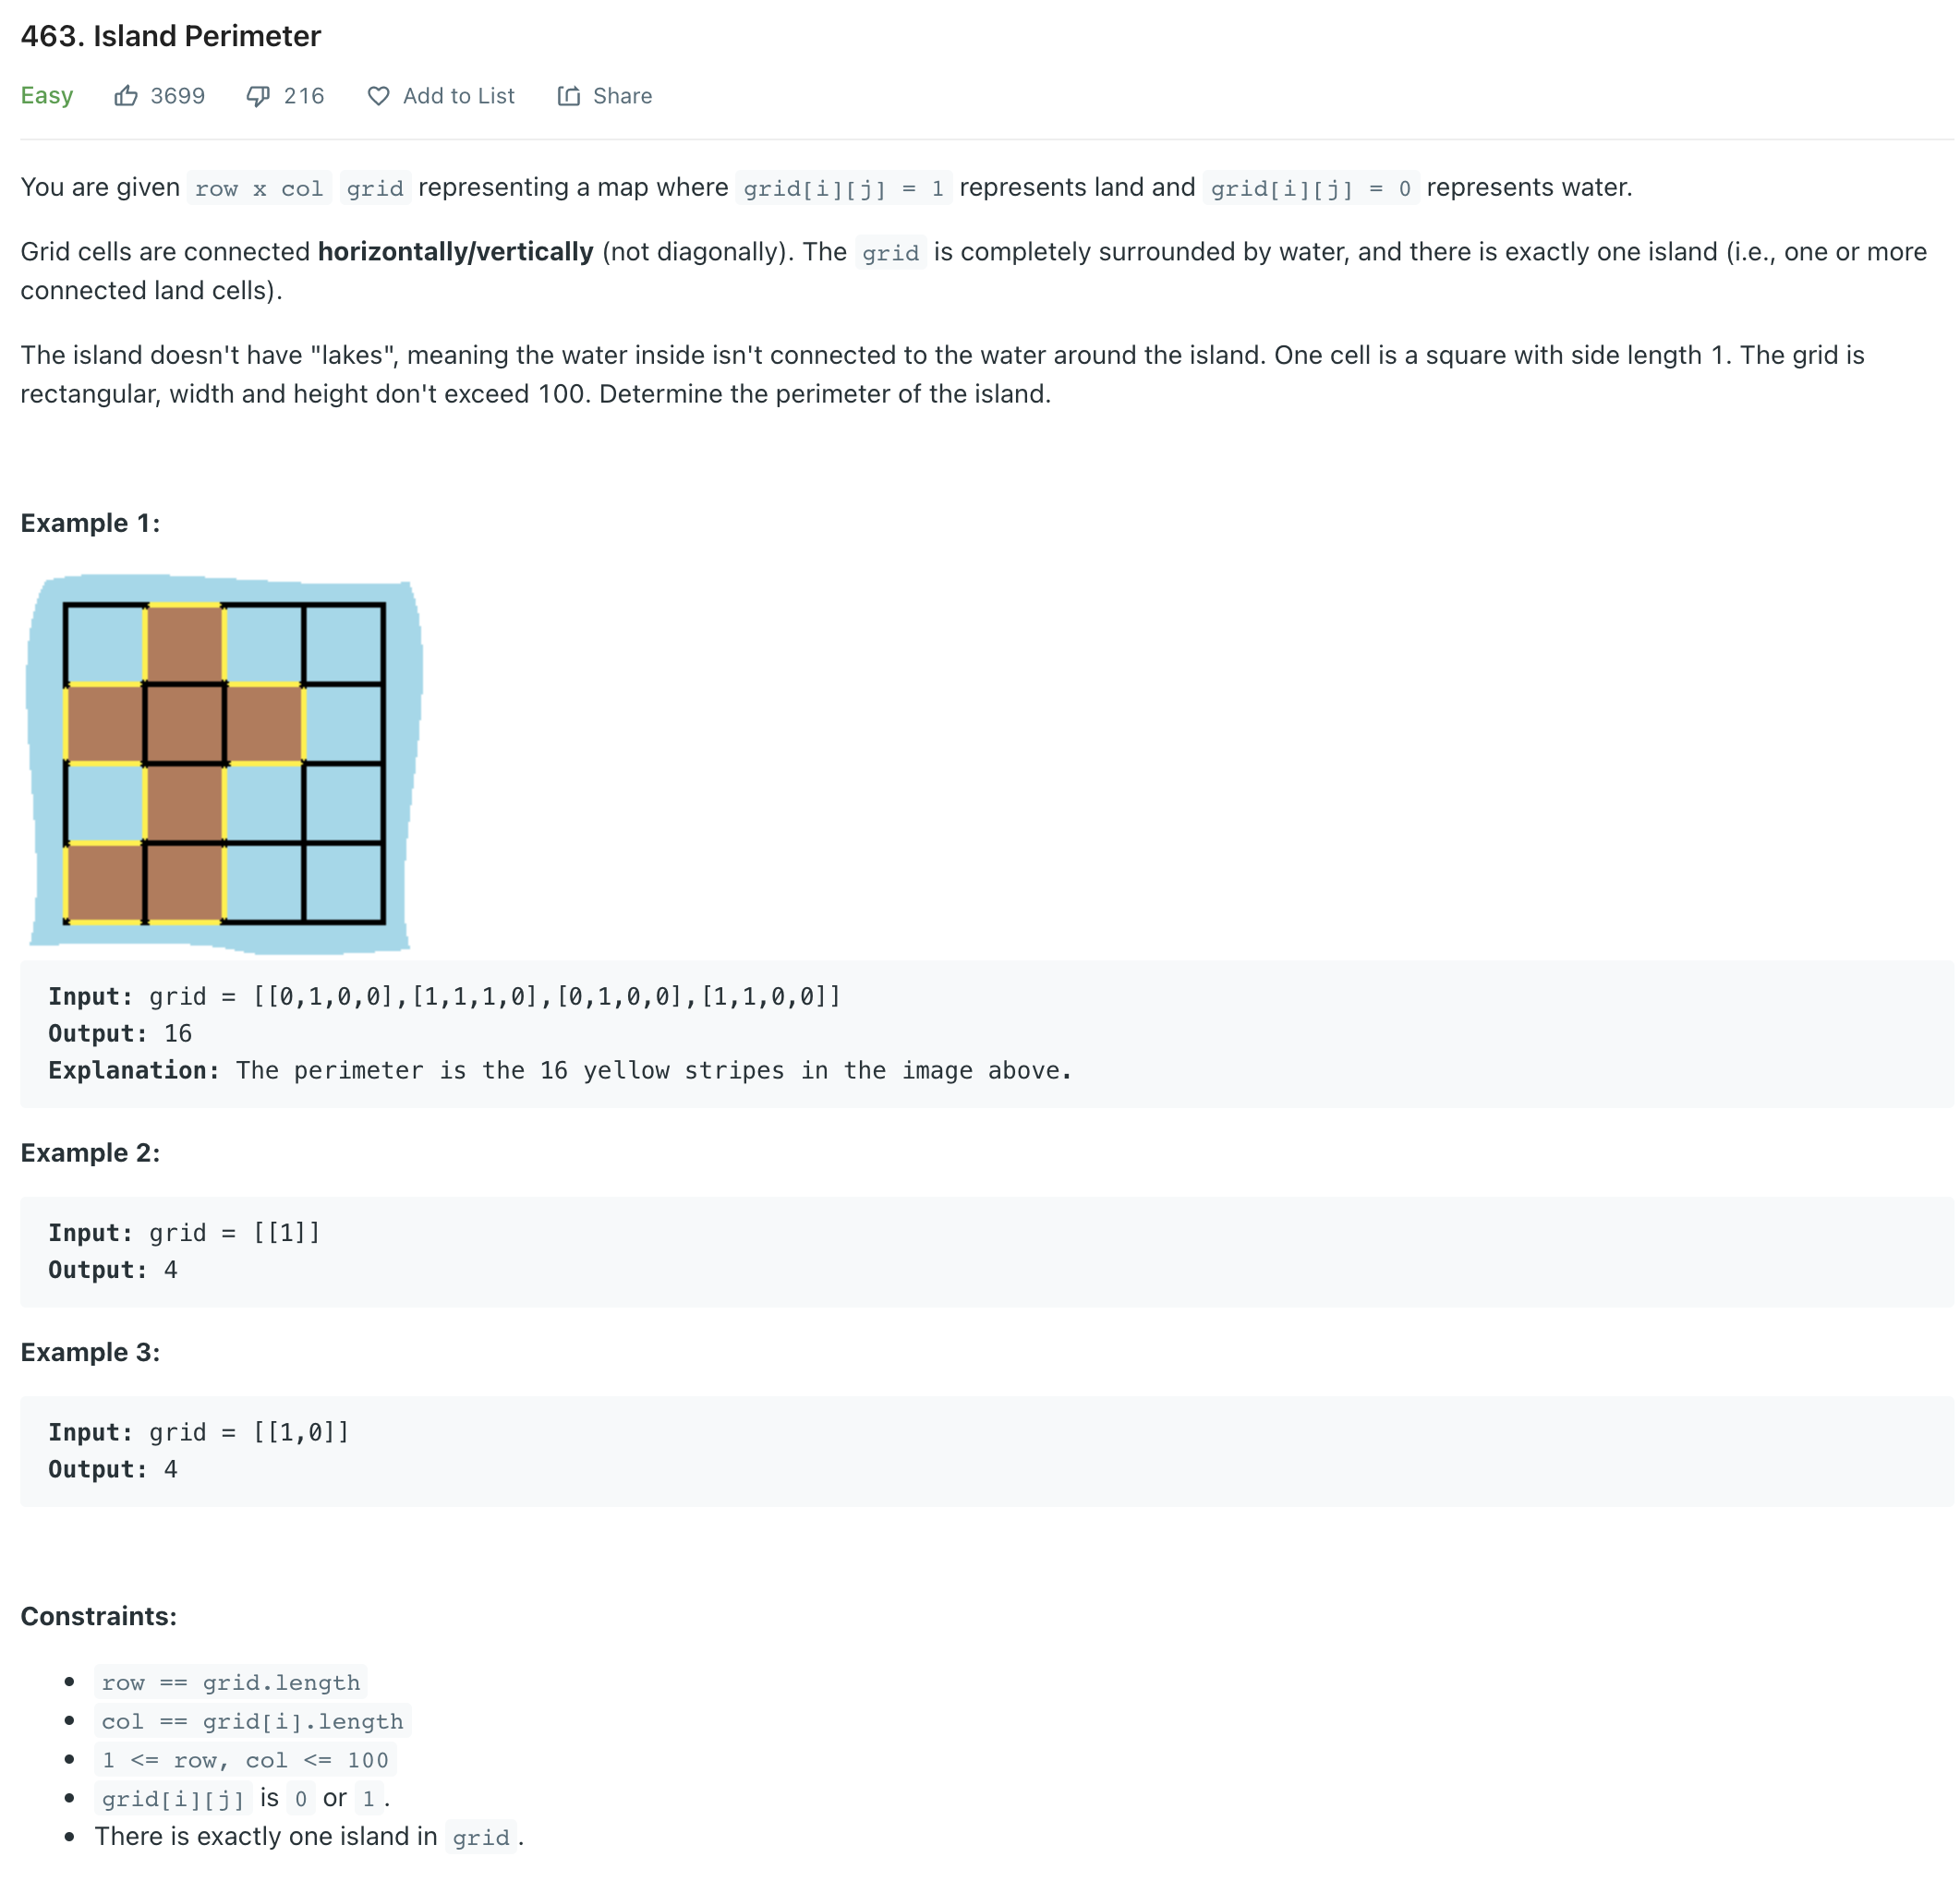 463. Island Perimeter
Easy 3699 216 Add to List Share
You are given row x col grid representing a map where grid[i][j] = 1 represents land and grid[i][j] = 0 represents water.
Grid cells are connected horizontally/vertically (not diagonally). The grid is completely surrounded by water, and there is exactly one island (i.e., one or more
connected land cells).
The island doesn't have "lakes", meaning the water inside isn't connected to the water around the island. One cell is a square with side length 1. The grid is
rectangular, width and height don't exceed 100. Determine the perimeter of the island.
Example 1:
Input: grid = [[0,1,0,0],[1,1,1,0],[0,1,0,0],[1,1,0,0]]
Output: 16
Explanation: The perimeter is the 16 yellow stripes in the image above.
Example 2:
Input: grid = [[1]]
Output: 4
Example 3:
Input: grid = [[1,0]]
Output: 4
Constraints:
• row == grid.length
• col == grid[i].length
• 1 <= row, col <= 100
• grid[i][j] is 0 or 1.
• There is exactly one island in grid.